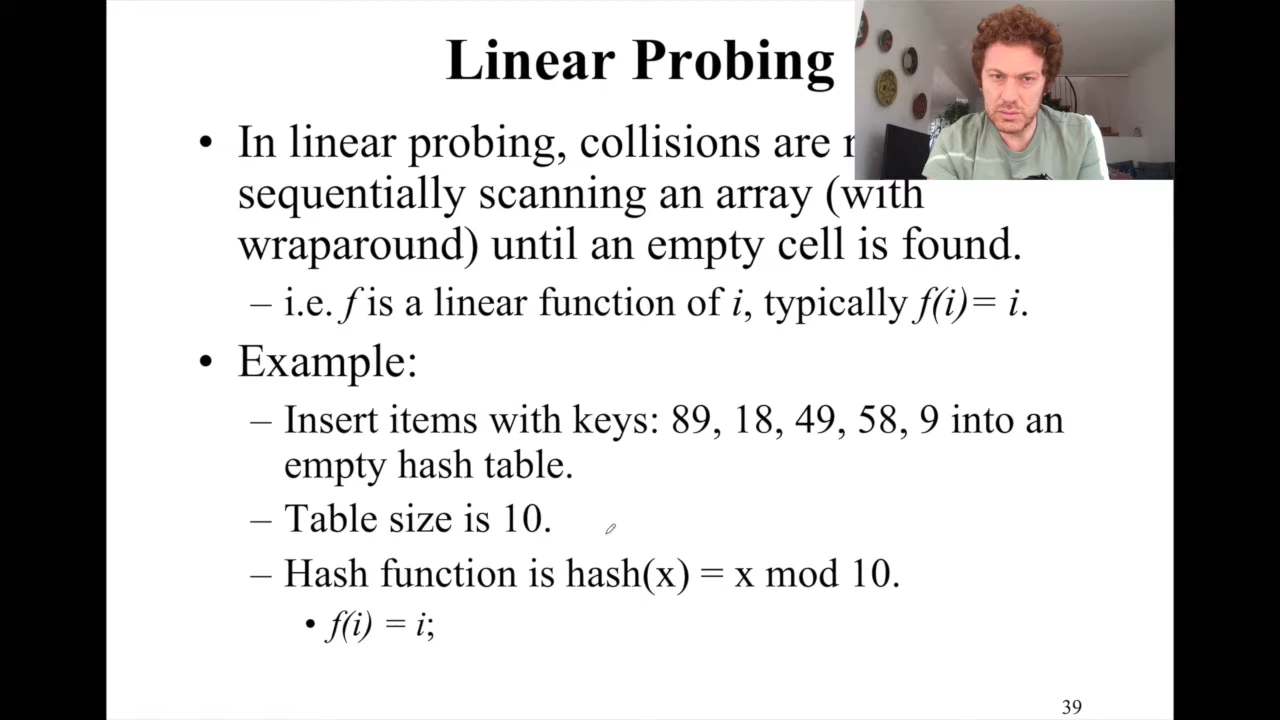 Linear Probing
• In linear probing, collisions are
sequentially scanning an array (with
wraparound) until an empty cell is found.
– i.e. f is a linear function of i, typically f(i)= i.
• Example:
– Insert items with keys: 89, 18, 49, 58, 9 into an
empty hash table.
– Table size is 10.
– Hash function is hash(x) = x mod 10.
• f(i) = i;
39